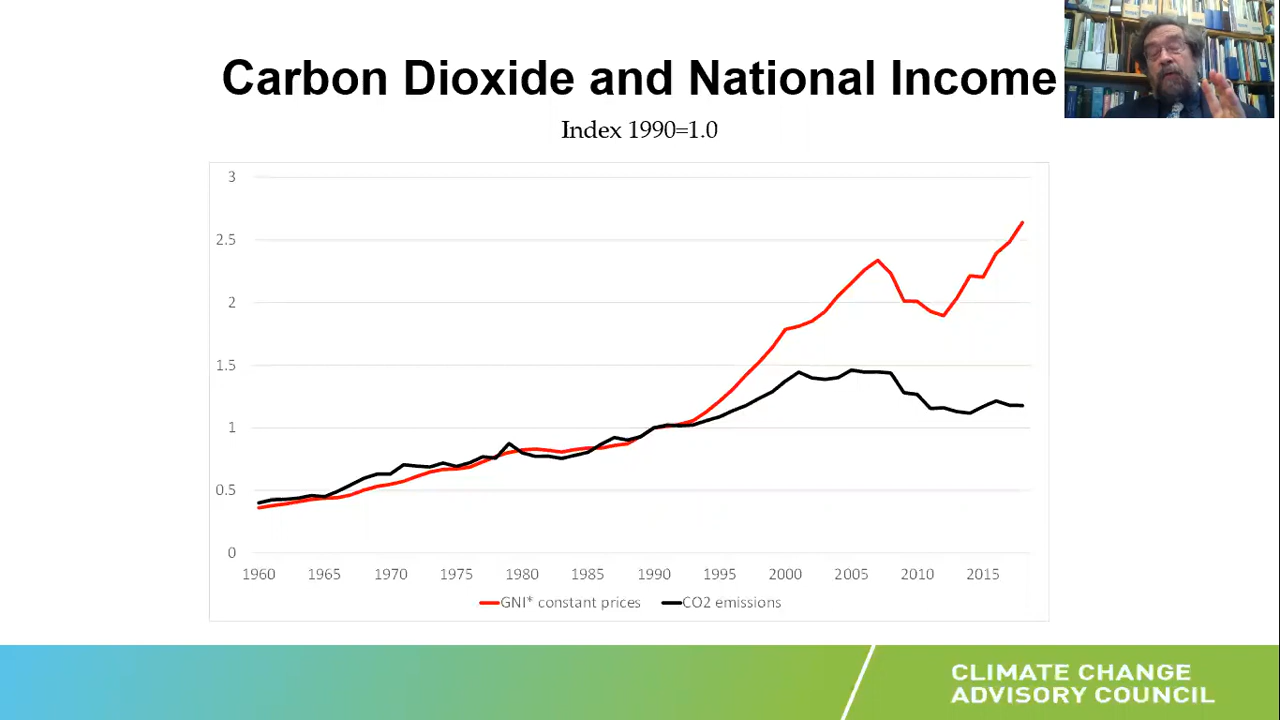 Carbon Dioxide and National Income
Index 1990=1.0
3
2.5
2
1.5
1
0.5
0
1960 1965 1970 1975 1980 1985 1990 1995 2000 2005 2010 2015
GNI* constant prices CO2 emissions
CLIMATE CHANGE
ADVISORY COUNCIL